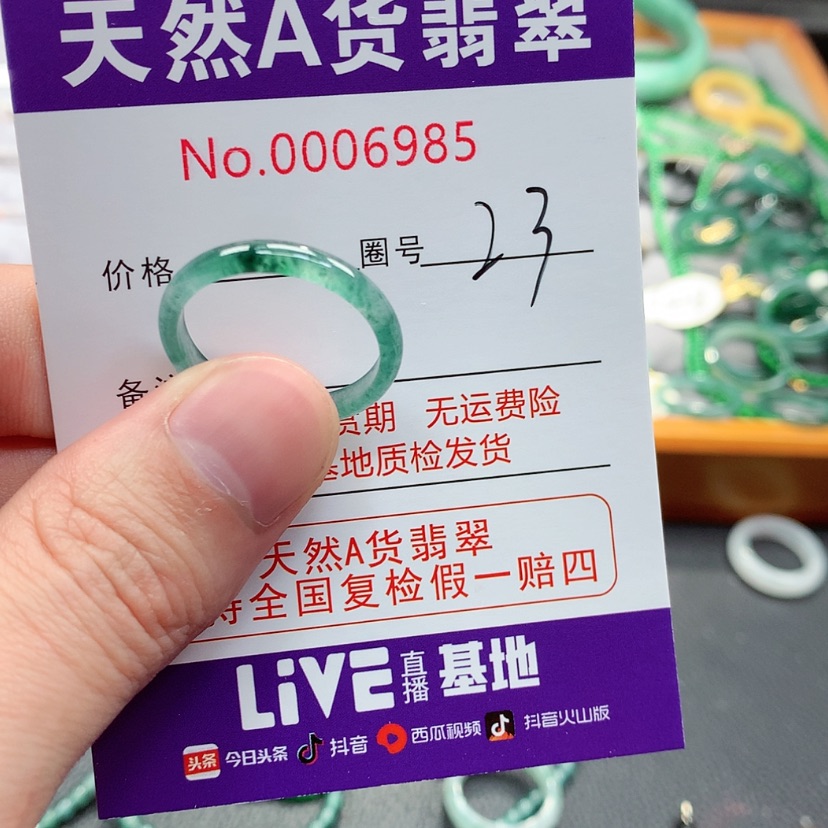 天然A货翡翠
No.0006985
价格 圈号 23
备
货期 无运费险
基地质检发货
天然A货翡翠
持全国复检假一赔四
LiVE直播基地
头条 今日头条 抖音 西瓜视频 抖音火山版